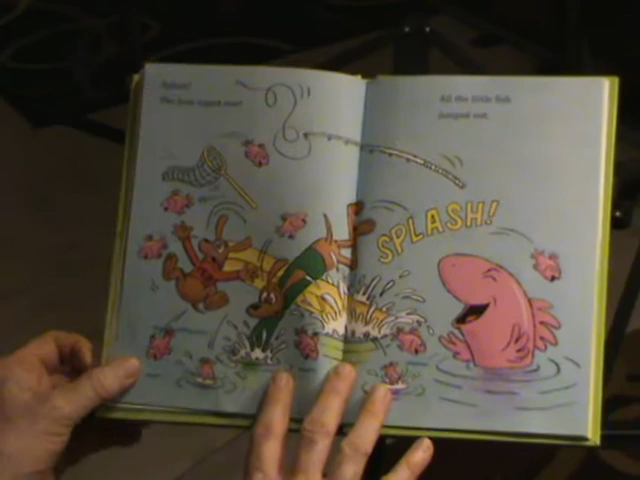 Splash!
The boat tipped over!
All the little fish
jumped out.
SPLASH!